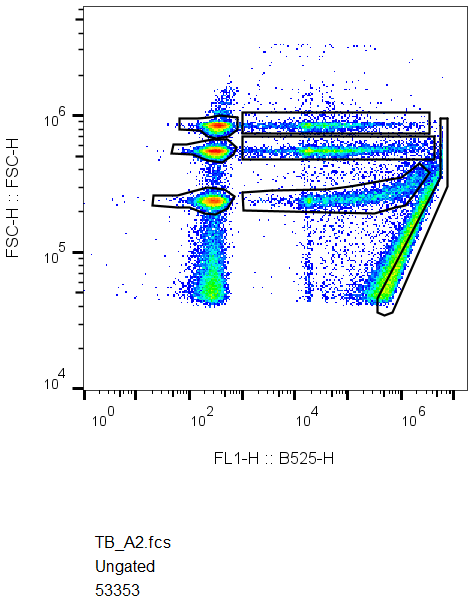 FSC-H :: FSC-H
10^6
10^5
10^4
10^0
10^2
10^4
10^6
FL1-H :: B525-H
TB_A2.fcs
Ungated
53353